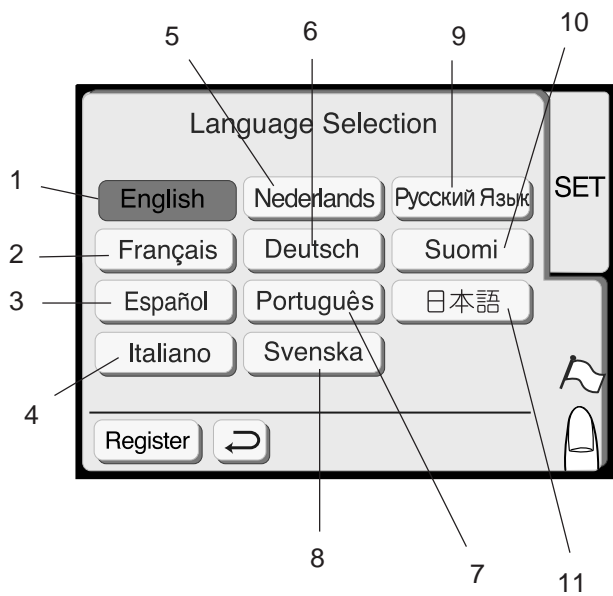 5 6 9 10
Language Selection
1 English Nederlands Русский Язык SET
2 Français Deutsch Suomi
3 Español Português 日本語
4 Italiano Svenska
Register
8 7 11